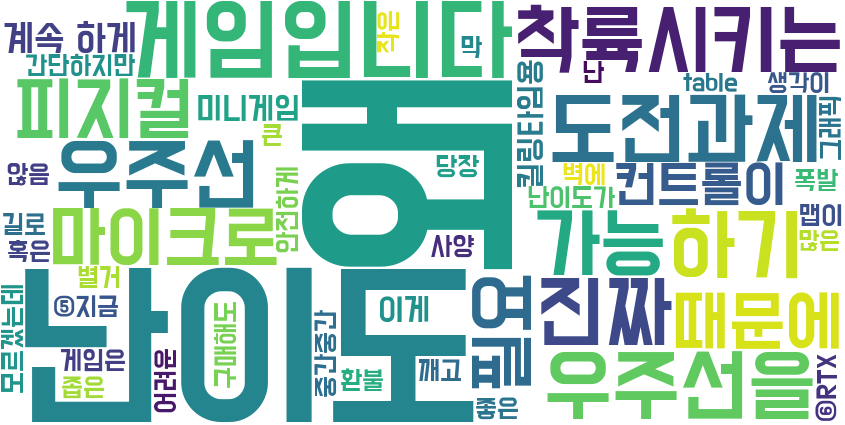 계속 하게
게임입니다
작은
막
착륙시키는
간단하지만
난
피지컬
미니게임
큰
억
당장
킬링타임용
table
생각이
도전과제
그래픽
않음
우주선
안전하게
벽에
컨트롤이
폭발
난이도가
길로
혹은
마이크로
사양
가능
하기
맵이
많은
별거
난이도
⑤지금
모르겠는데
구매해도
중간중간
이게
필요
진짜
때문에
게임은
좁은
어려운
환불
깨고
좋은
우주선을
⑥RTX